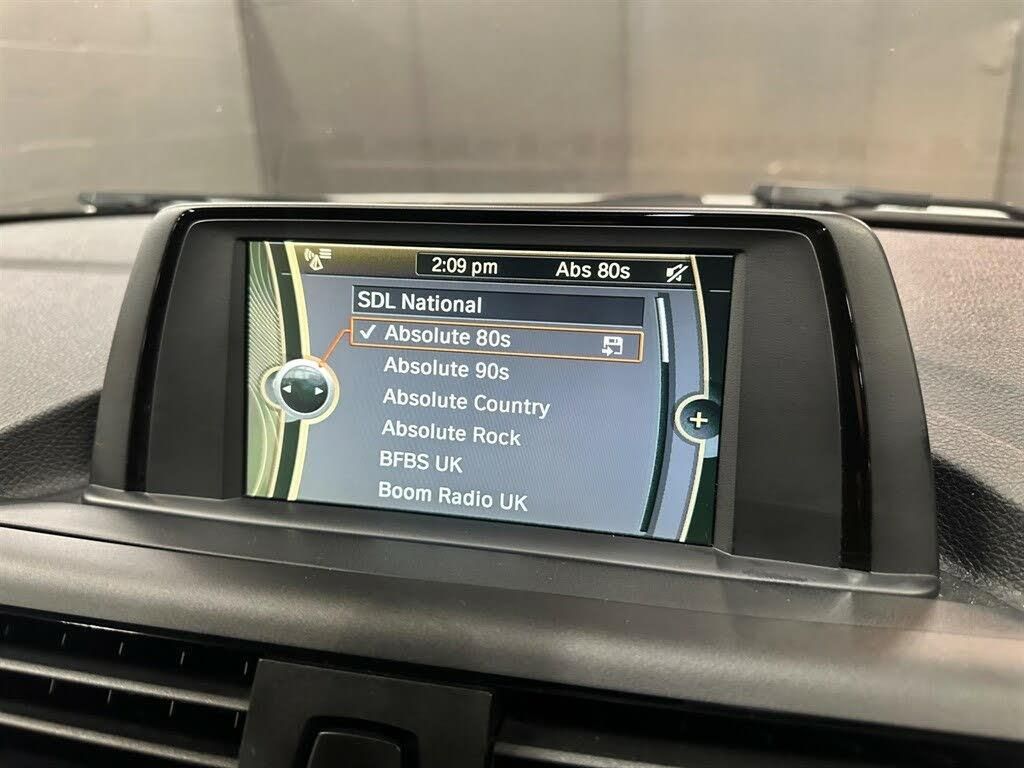 2:09 pm Abs 80s
SDL National
Absolute 80s
Absolute 90s
Absolute Country
Absolute Rock
BFBS UK
Boom Radio UK